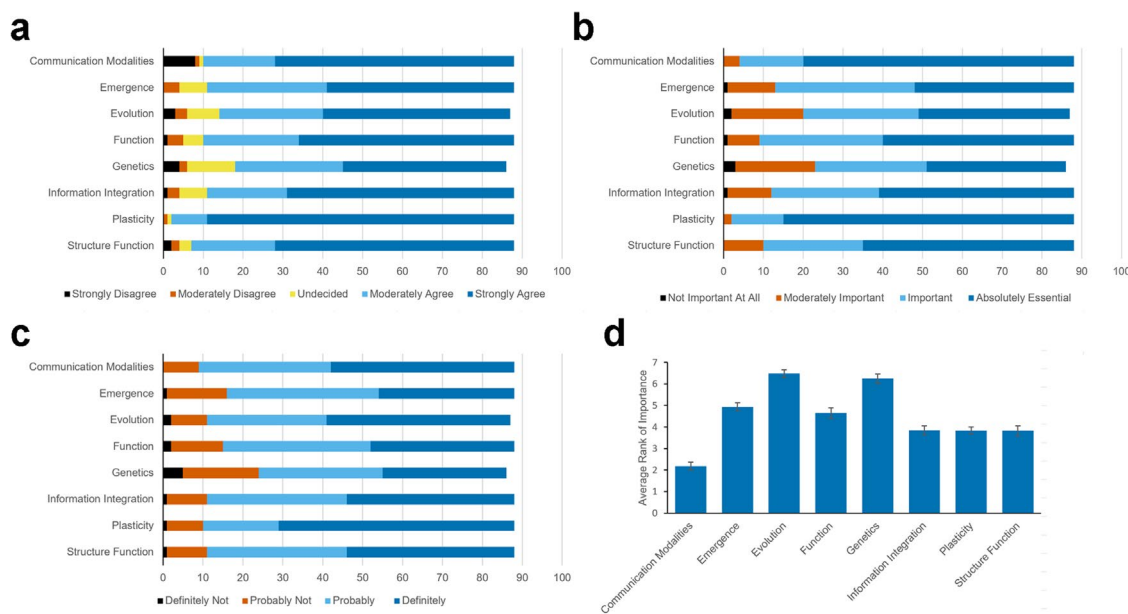 a
Communication Modalities
Emergence
Evolution
Function
Genetics
Information Integration
Plasticity
Structure Function
0 10 20 30 40 50 60 70 80 90 100
Strongly Disagree Moderately Disagree Undecided Moderately Agree Strongly Agree
b
Communication Modalities
Emergence
Evolution
Function
Genetics
Information Integration
Plasticity
Structure Function
0 10 20 30 40 50 60 70 80 90 100
Not Important At All Moderately Important Important Absolutely Essential
c
Communication Modalities
Emergence
Evolution
Function
Genetics
Information Integration
Plasticity
Structure Function
0 10 20 30 40 50 60 70 80 90 100
Definitely Not Probably Not Probably Definitely
d
Average Rank of Importance
7
6
5
4
3
2
1
0
Communication Modalities
Emergence
Evolution
Function
Genetics
Information Integration
Plasticity
Structure Function